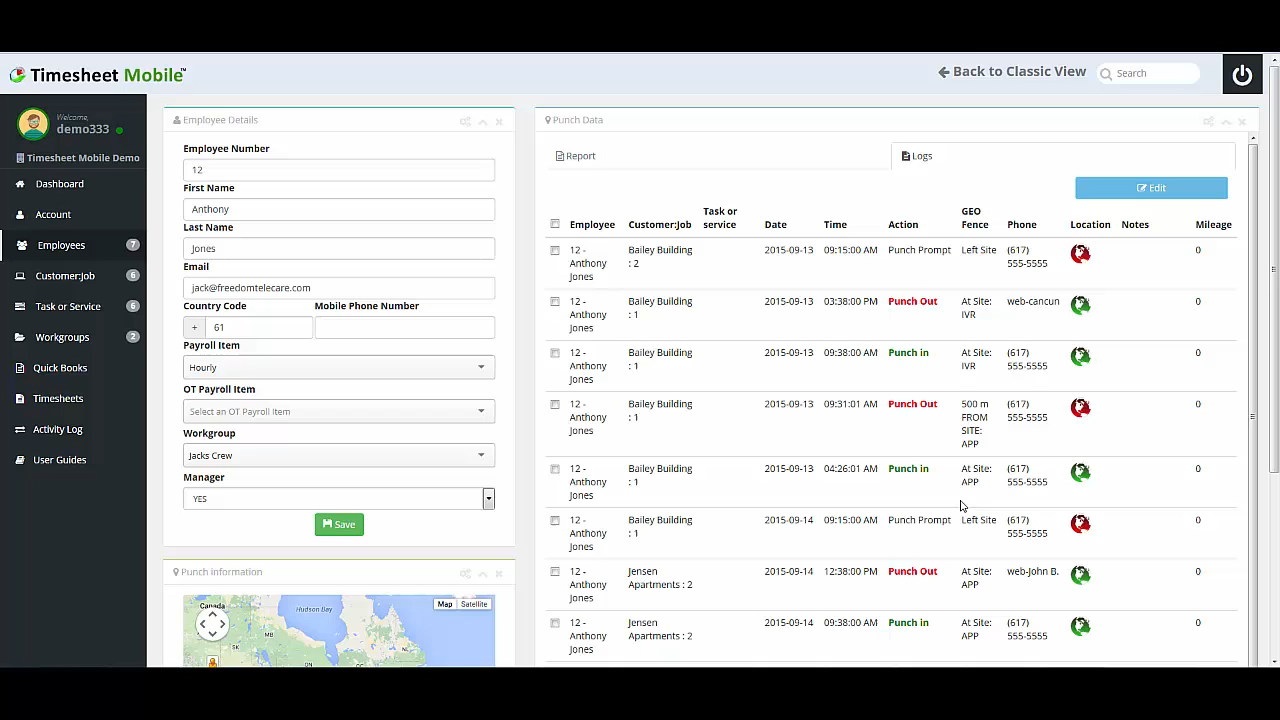 Timesheet Mobile™
Back to Classic View
Search
Welcome,
demo333
Timesheet Mobile Demo
Dashboard
Account
Employees 7
Customer:Job 6
Task or Service 6
Workgroups 2
Quick Books
Timesheets
Activity Log
User Guides
Employee Details
Employee Number
12
First Name
Anthony
Last Name
Jones
Email
jack@freedomtelecare.com
Country Code Mobile Phone Number
+ 61
Payroll Item
Hourly
OT Payroll Item
Select an OT Payroll Item
Workgroup
Jacks Crew
Manager
YES
Save
Punch information
Map Satellite
Canada
Hudson Bay
MB
SK
ON
NL
QC
Punch Data
Report
Logs
Edit
Employee Customer:Job Task or service Date Time Action GEO Fence Phone Location Notes Mileage
12 - Bailey Building 2015-09-13 09:15:00 AM Punch Prompt Left Site (617) 0
Anthony : 2 555-5555
Jones
12 - Bailey Building 2015-09-13 03:38:00 PM Punch Out At Site: web-cancun 0
Anthony : 1 IVR
Jones
12 - Bailey Building 2015-09-13 09:38:00 AM Punch in At Site: (617) 0
Anthony : 1 IVR 555-5555
Jones
12 - Bailey Building 2015-09-13 09:31:01 AM Punch Out 500 m (617) 0
Anthony : 1 FROM 555-5555
Jones SITE:
APP
12 - Bailey Building 2015-09-13 04:26:01 AM Punch in At Site: (617) 0
Anthony : 1 APP 555-5555
Jones
12 - Bailey Building 2015-09-14 09:15:00 AM Punch Prompt Left Site (617) 0
Anthony : 1 555-5555
Jones
12 - Jensen 2015-09-14 12:38:00 PM Punch Out At Site: web-John B. 0
Anthony Apartments : 2 APP
Jones
12 - Jensen 2015-09-14 09:38:00 AM Punch in At Site: (617) 0
Anthony Apartments : 2 APP 555-5555
Jones